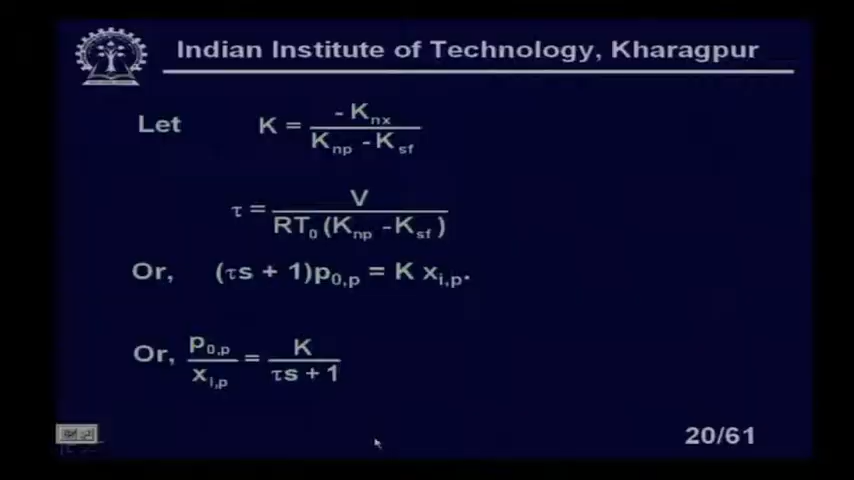 Indian Institute of Technology, Kharagpur
Let K = - K_nx / (K_np - K_sf)
τ = V / (RT_0 (K_np - K_sf))
Or, (τs + 1)p_0,p = K x_i,p.
Or, p_0,p / x_i,p = K / (τs + 1)
20/61